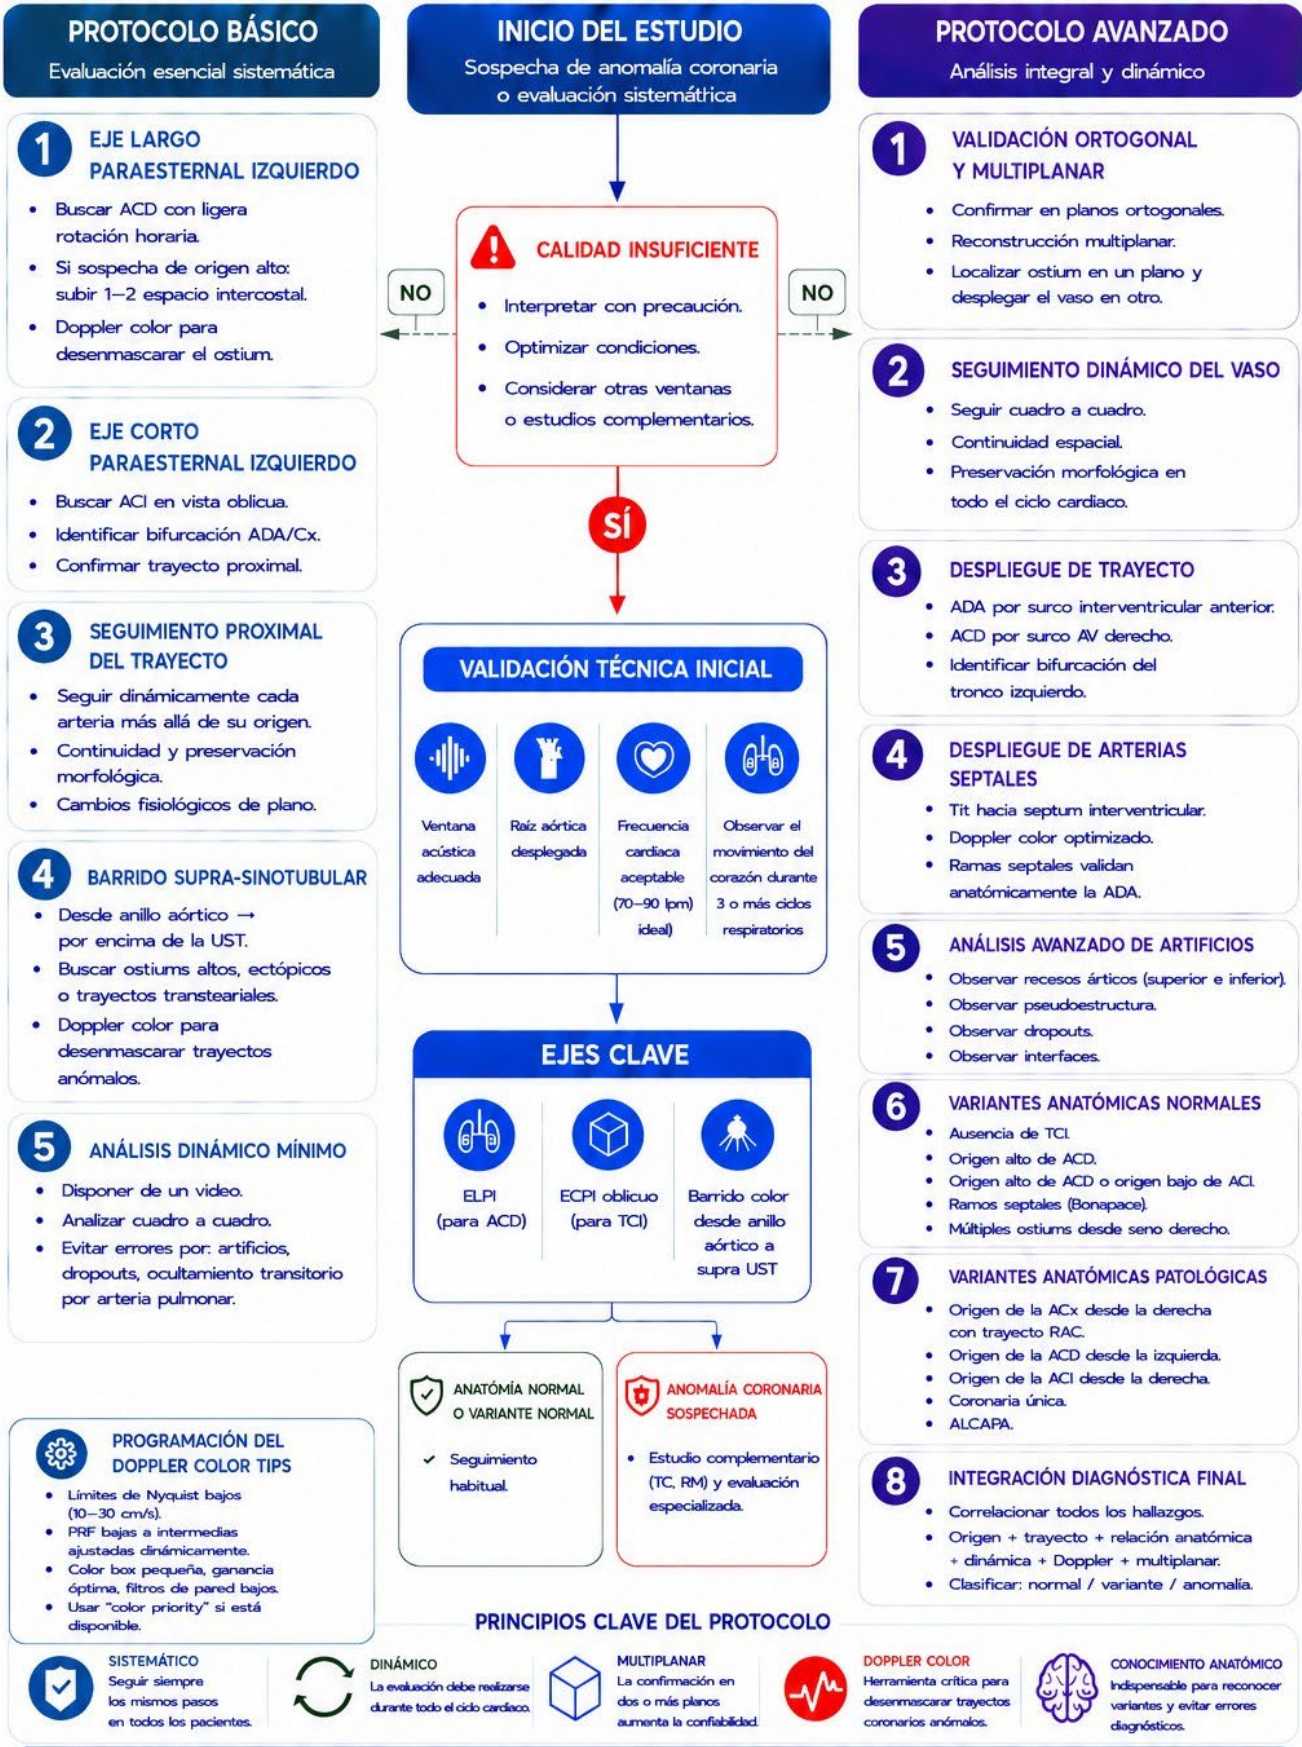 PROTOCOLO BÁSICO
Evaluación esencial sistemática
1
EJE LARGO
PARAESTERNAL IZQUIERDO
• Buscar ACD con ligera
rotación horaria.
• Si sospecha de origen alto:
subir 1–2 espacio intercostal.
• Doppler color para
desenmascarar el ostium.
2
EJE CORTO
PARAESTERNAL IZQUIERDO
• Buscar ACI en vista oblicua.
• Identificar bifurcación ADA/Cx.
• Confirmar trayecto proximal.
3
SEGUIMIENTO PROXIMAL
DEL TRAYECTO
• Seguir dinámicamente cada
arteria más allá de su origen.
• Continuidad y preservación
morfológica.
• Cambios fisiológicos de plano.
4
BARRIDO SUPRA-SINOTUBULAR
• Desde anillo aórtico →
por encima de la UST.
• Buscar ostiums altos, ectópicos
o trayectos transteariales.
• Doppler color para
desenmascarar trayectos
anómalos.
5
ANÁLISIS DINÁMICO MÍNIMO
• Disponer de un video.
• Analizar cuadro a cuadro.
• Evitar errores por: artificios,
dropouts, ocultamiento transitorio
por arteria pulmonar.
PROGRAMACIÓN DEL
DOPPLER COLOR TIPS
• Límites de Nyquist bajos
(10–30 cm/s).
• PRF bajas a intermedias
ajustadas dinámicamente.
• Color box pequeña, ganancia
óptima, filtros de pared bajos.
• Usar "color priority" si está
disponible.
INICIO DEL ESTUDIO
Sospecha de anomalía coronaria
o evaluación sistemáttica
NO
CALIDAD INSUFICIENTE
• Interpretar con precaución.
• Optimizar condiciones.
• Considerar otras ventanas
o estudios complementarios.
NO
SÍ
VALIDACIÓN TÉCNICA INICIAL
Ventana
acústica
adecuada
Raíz aórtica
desplegada
Frecuencia
cardiaca
aceptable
(70–90 lpm)
ideal)
Observar el
movimiento del
corazón durante
3 o más ciclos
respiratorios
EJES CLAVE
ELPI
(para ACD)
ECPI oblicuo
(para TCI)
Barrido color
desde anillo
aórtico a
supra UST
ANATÓMÍA NORMAL
O VARIANTE NORMAL
✓ Seguimiento
habitual.
ANOMALÍA CORONARIA
SOSPECHADA
• Estudio complementario
(TC, RM) y evaluación
especializada.
PROTOCOLO AVANZADO
Análisis integral y dinámico
1
VALIDACIÓN ORTOGONAL
Y MULTIPLANAR
• Confirmar en planos ortogonales.
• Reconstrucción multiplanar.
• Localizar ostium en un plano y
desplegar el vaso en otro.
2
SEGUIMIENTO DINÁMICO DEL VASO
• Seguir cuadro a cuadro.
• Continuidad espacial.
• Preservación morfológica en
todo el ciclo cardiaco.
3
DESPLIEGUE DE TRAYECTO
• ADA por surco interventricular anterior.
• ACD por surco AV derecho.
• Identificar bifurcación del
tronco izquierdo.
4
DESPLIEGUE DE ARTERIAS
SEPTALES
• Tit hacia septum interventricular.
• Doppler color optimizado.
• Ramas septales validan
anatómicamente la ADA.
5
ANÁLISIS AVANZADO DE ARTIFICIOS
• Observar recesos árticos (superior e inferior).
• Observar pseudoestructura.
• Observar dropouts.
• Observar interfaces.
6
VARIANTES ANATÓMICAS NORMALES
• Ausencia de TCI.
• Origen alto de ACD.
• Origen alto de ACD o origen bajo de ACI.
• Ramos septales (Bonapace).
• Múltiples ostiums desde seno derecho.
7
VARIANTES ANATÓMICAS PATOLÓGICAS
• Origen de la ACx desde la derecha
con trayecto RAC.
• Origen de la ACD desde la izquierda.
• Origen de la ACI desde la derecha.
• Coronaria única.
• ALCAPA.
8
INTEGRACIÓN DIAGNÓSTICA FINAL
• Correlacionar todos los hallazgos.
• Origen + trayecto + relación anatómica
+ dinámica + Doppler + multiplanar.
• Clasificar: normal / variante / anomalía.
PRINCIPIOS CLAVE DEL PROTOCOLO
SISTEMÁTICO
Seguir siempre
los mismos pasos
en todos los pacientes.
DINÁMICO
La evaluación debe realizarse
durante todo el ciclo cardíaco.
MULTIPLANAR
La confirmación en
dos o más planos
aumenta la confiabilidad.
DOPPLER COLOR
Herramienta crítica para
desenmascarar trayectos
coronarios anómalos.
CONOCIMIENTO ANATÓMICO
Indispensable para reconocer
variantes y evitar errores
diagnósticos.